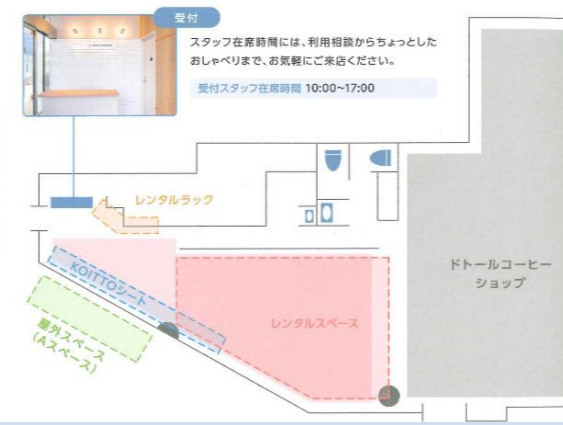 受付
スタッフ在席時間には、利用相談からちょっとした
おしゃべりまで、お気軽にご来店ください。
受付スタッフ在席時間 10:00~17:00
レンタルラック
KOITTOシート
屋外スペース
(Aスペース)
レンタルスペース
ドトールコーヒー
ショップ